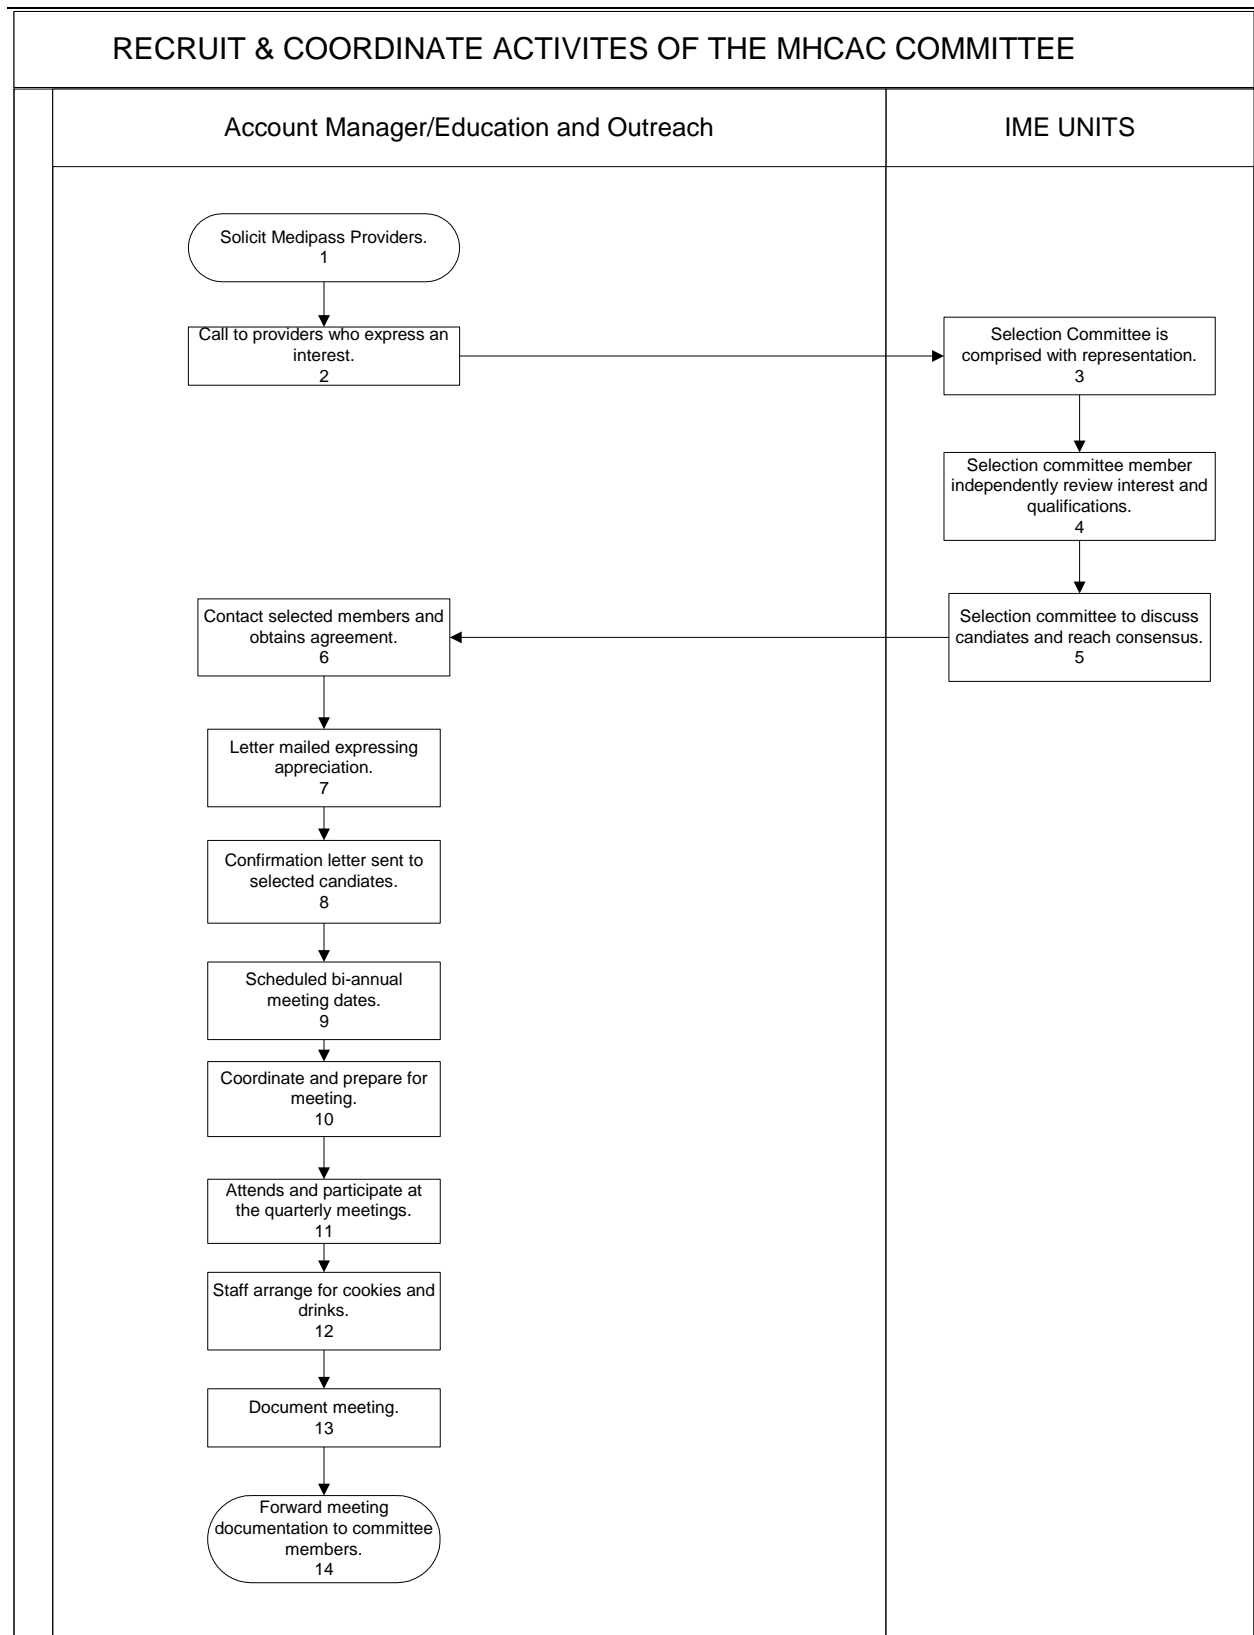 RECRUIT & COORDINATE ACTIVITES OF THE MHCAC COMMITTEE
Account Manager/Education and Outreach
IME UNITS
Solicit Medipass Providers.
1
Call to providers who express an
interest.
2
Selection Committee is
comprised with representation.
3
Selection committee member
independently review interest and
qualifications.
4
Selection committee to discuss
candiates and reach consensus.
5
Contact selected members and
obtains agreement.
6
Letter mailed expressing
appreciation.
7
Confirmation letter sent to
selected candiates.
8
Scheduled bi-annual
meeting dates.
9
Coordinate and prepare for
meeting.
10
Attends and participate at
the quarterly meetings.
11
Staff arrange for cookies and
drinks.
12
Document meeting.
13
Forward meeting
documentation to committee
members.
14